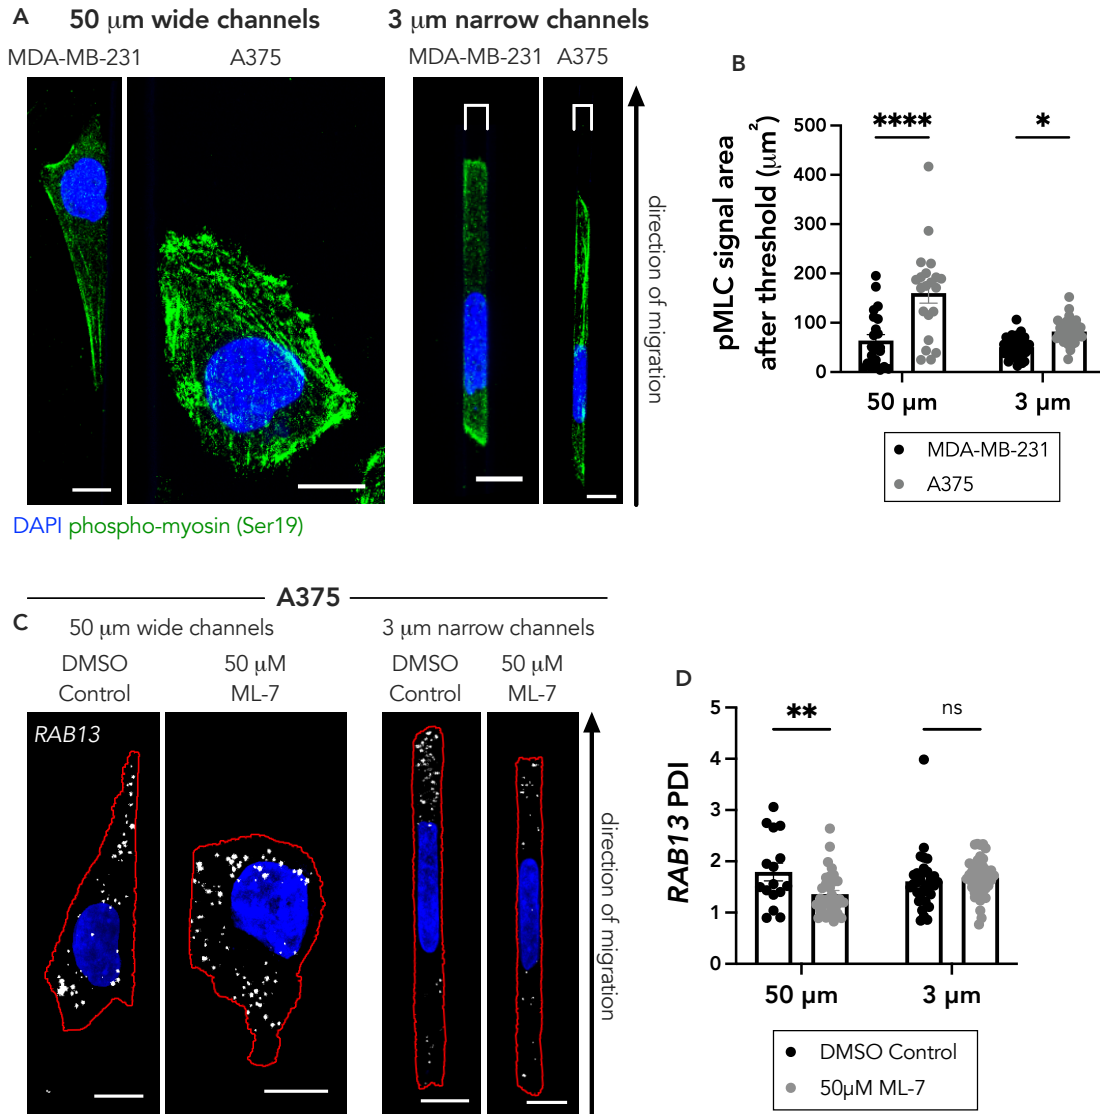 A
50 μm wide channels
3 μm narrow channels
MDA-MB-231
A375
MDA-MB-231
A375
direction of migration
DAPI phospho-myosin (Ser19)
B
pMLC signal area
after threshold (μm²)
500
400
300
200
100
0
****
*
50 μm
3 μm
MDA-MB-231
A375
A375
C
50 μm wide channels
3 μm narrow channels
DMSO
Control
50 μM
ML-7
DMSO
Control
50 μM
ML-7
RAB13
direction of migration
D
RAB13 PDI
5
4
3
2
1
0
**
ns
50 μm
3 μm
DMSO Control
50μM ML-7